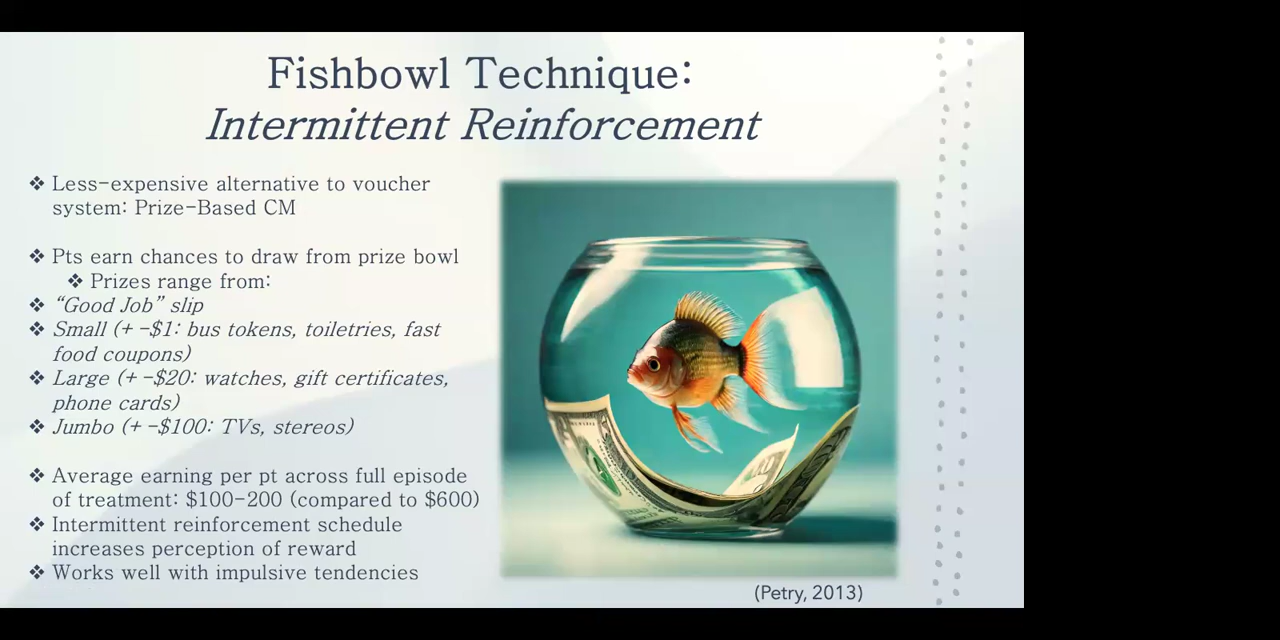 Fishbowl Technique:
Intermittent Reinforcement
❖ Less-expensive alternative to voucher
system: Prize-Based CM
❖ Pts earn chances to draw from prize bowl
❖ Prizes range from:
❖ “Good Job” slip
❖ Small (+ -$1: bus tokens, toiletries, fast
food coupons)
❖ Large (+ -$20: watches, gift certificates,
phone cards)
❖ Jumbo (+ -$100: TVs, stereos)
❖ Average earning per pt across full episode
of treatment: $100-200 (compared to $600)
❖ Intermittent reinforcement schedule
increases perception of reward
❖ Works well with impulsive tendencies
(Petry, 2013)